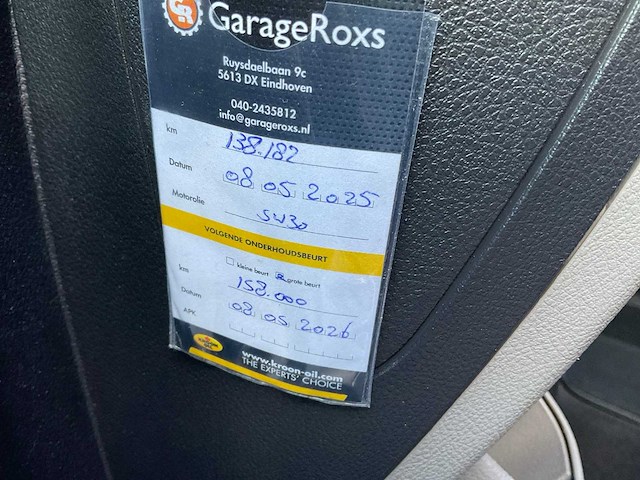 GR GarageRoxs
Ruysdaelbaan 9c
5613 DX Eindhoven
040-2435812
info@garageroxs.nl
km 138.182
Datum 08 05 2025
Motorolie 5W30
VOLGENDE ONDERHOUDSBEURT
kleine beurt grote beurt
km 158.000
Datum 08 05 2026
APK
www.kroon-oil.com
THE EXPERTS' CHOICE